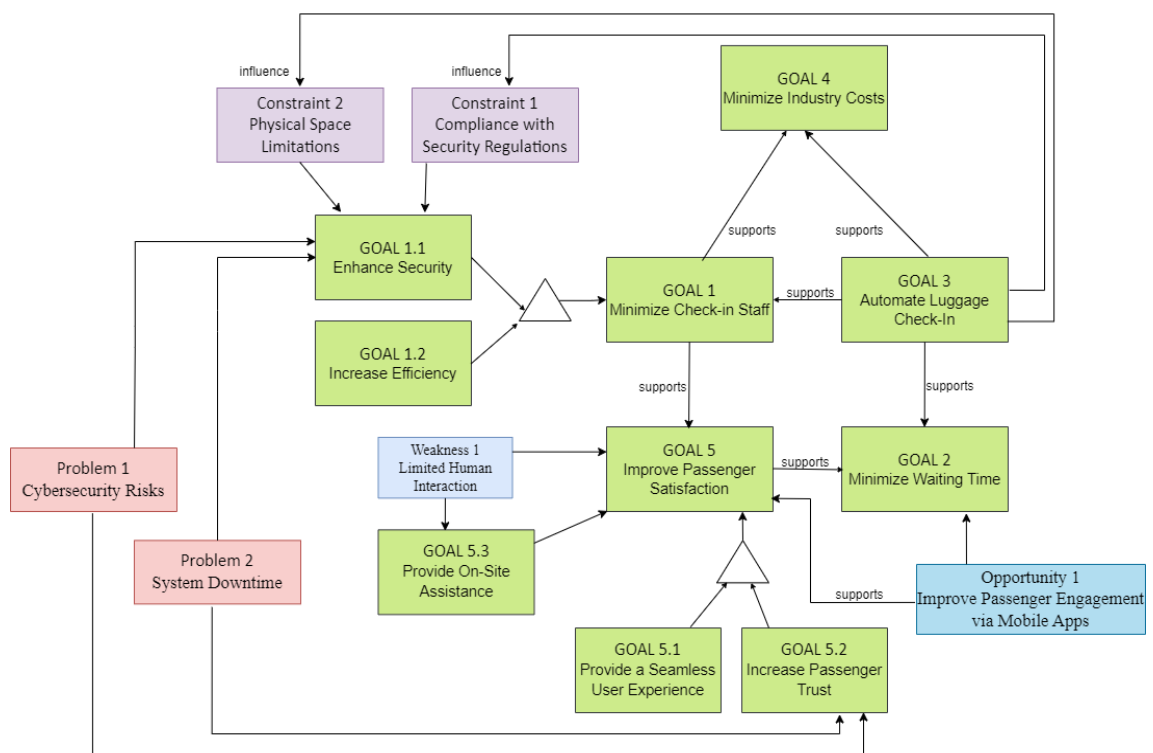 influence
influence
GOAL 4
Minimize Industry Costs
Constraint 2
Physical Space
Limitations
Constraint 1
Compliance with
Security Regulations
supports
supports
GOAL 1.1
Enhance Security
GOAL 1
Minimize Check-in Staff
supports
GOAL 3
Automate Luggage
Check-In
GOAL 1.2
Increase Efficiency
supports
supports
Weakness 1
Limited Human
Interaction
GOAL 5
Improve Passenger
Satisfaction
supports
GOAL 2
Minimize Waiting Time
Problem 1
Cybersecurity Risks
Problem 2
System Downtime
GOAL 5.3
Provide On-Site
Assistance
supports
Opportunity 1
Improve Passenger Engagement
via Mobile Apps
GOAL 5.1
Provide a Seamless
User Experience
GOAL 5.2
Increase Passenger
Trust